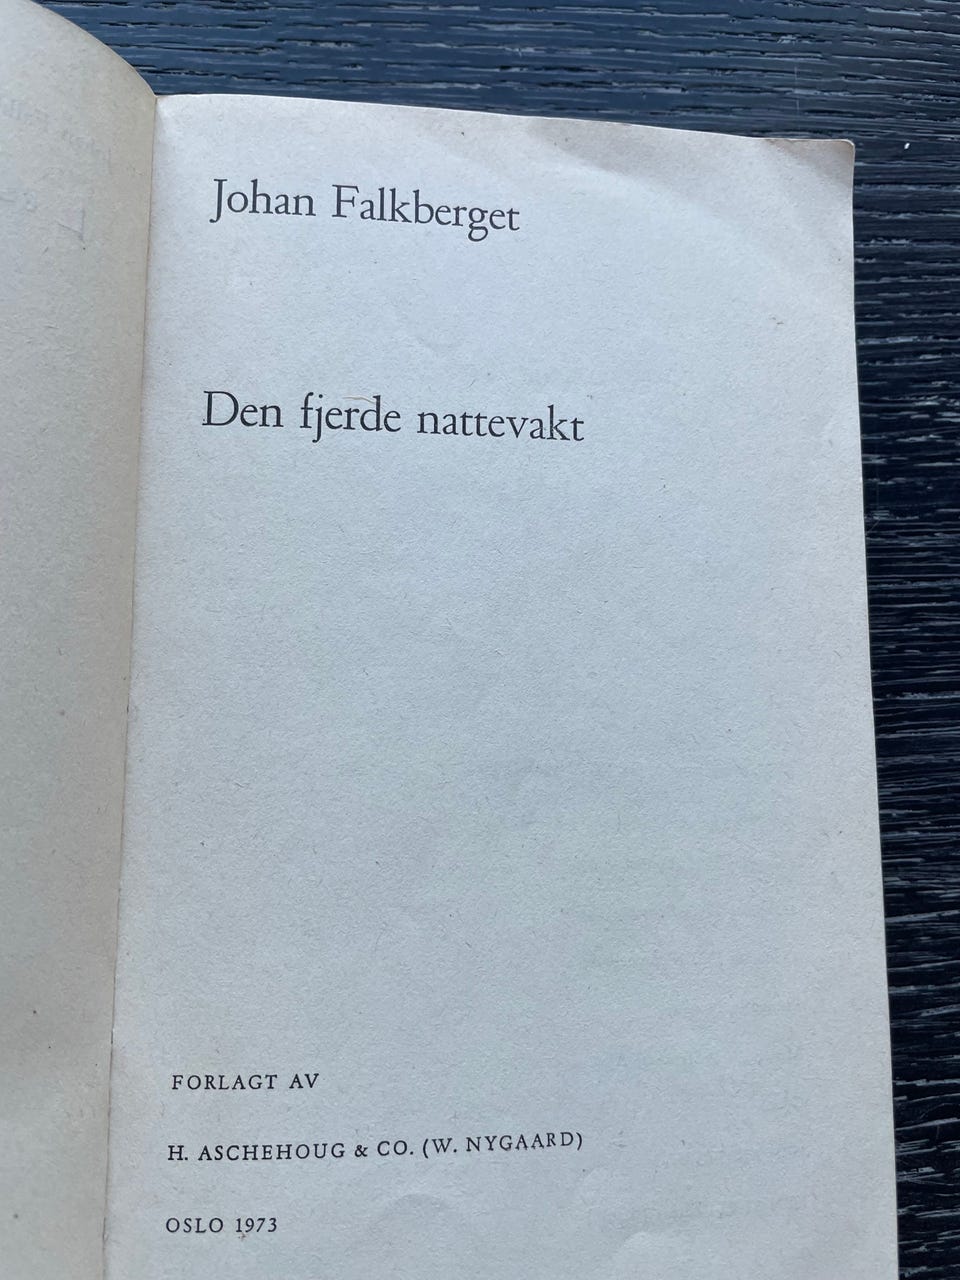 Johan Falkberget
Den fjerde nattevakt
FORLAGT AV
H. ASCHEHOUG & CO. (W. NYGAARD)
OSLO 1973